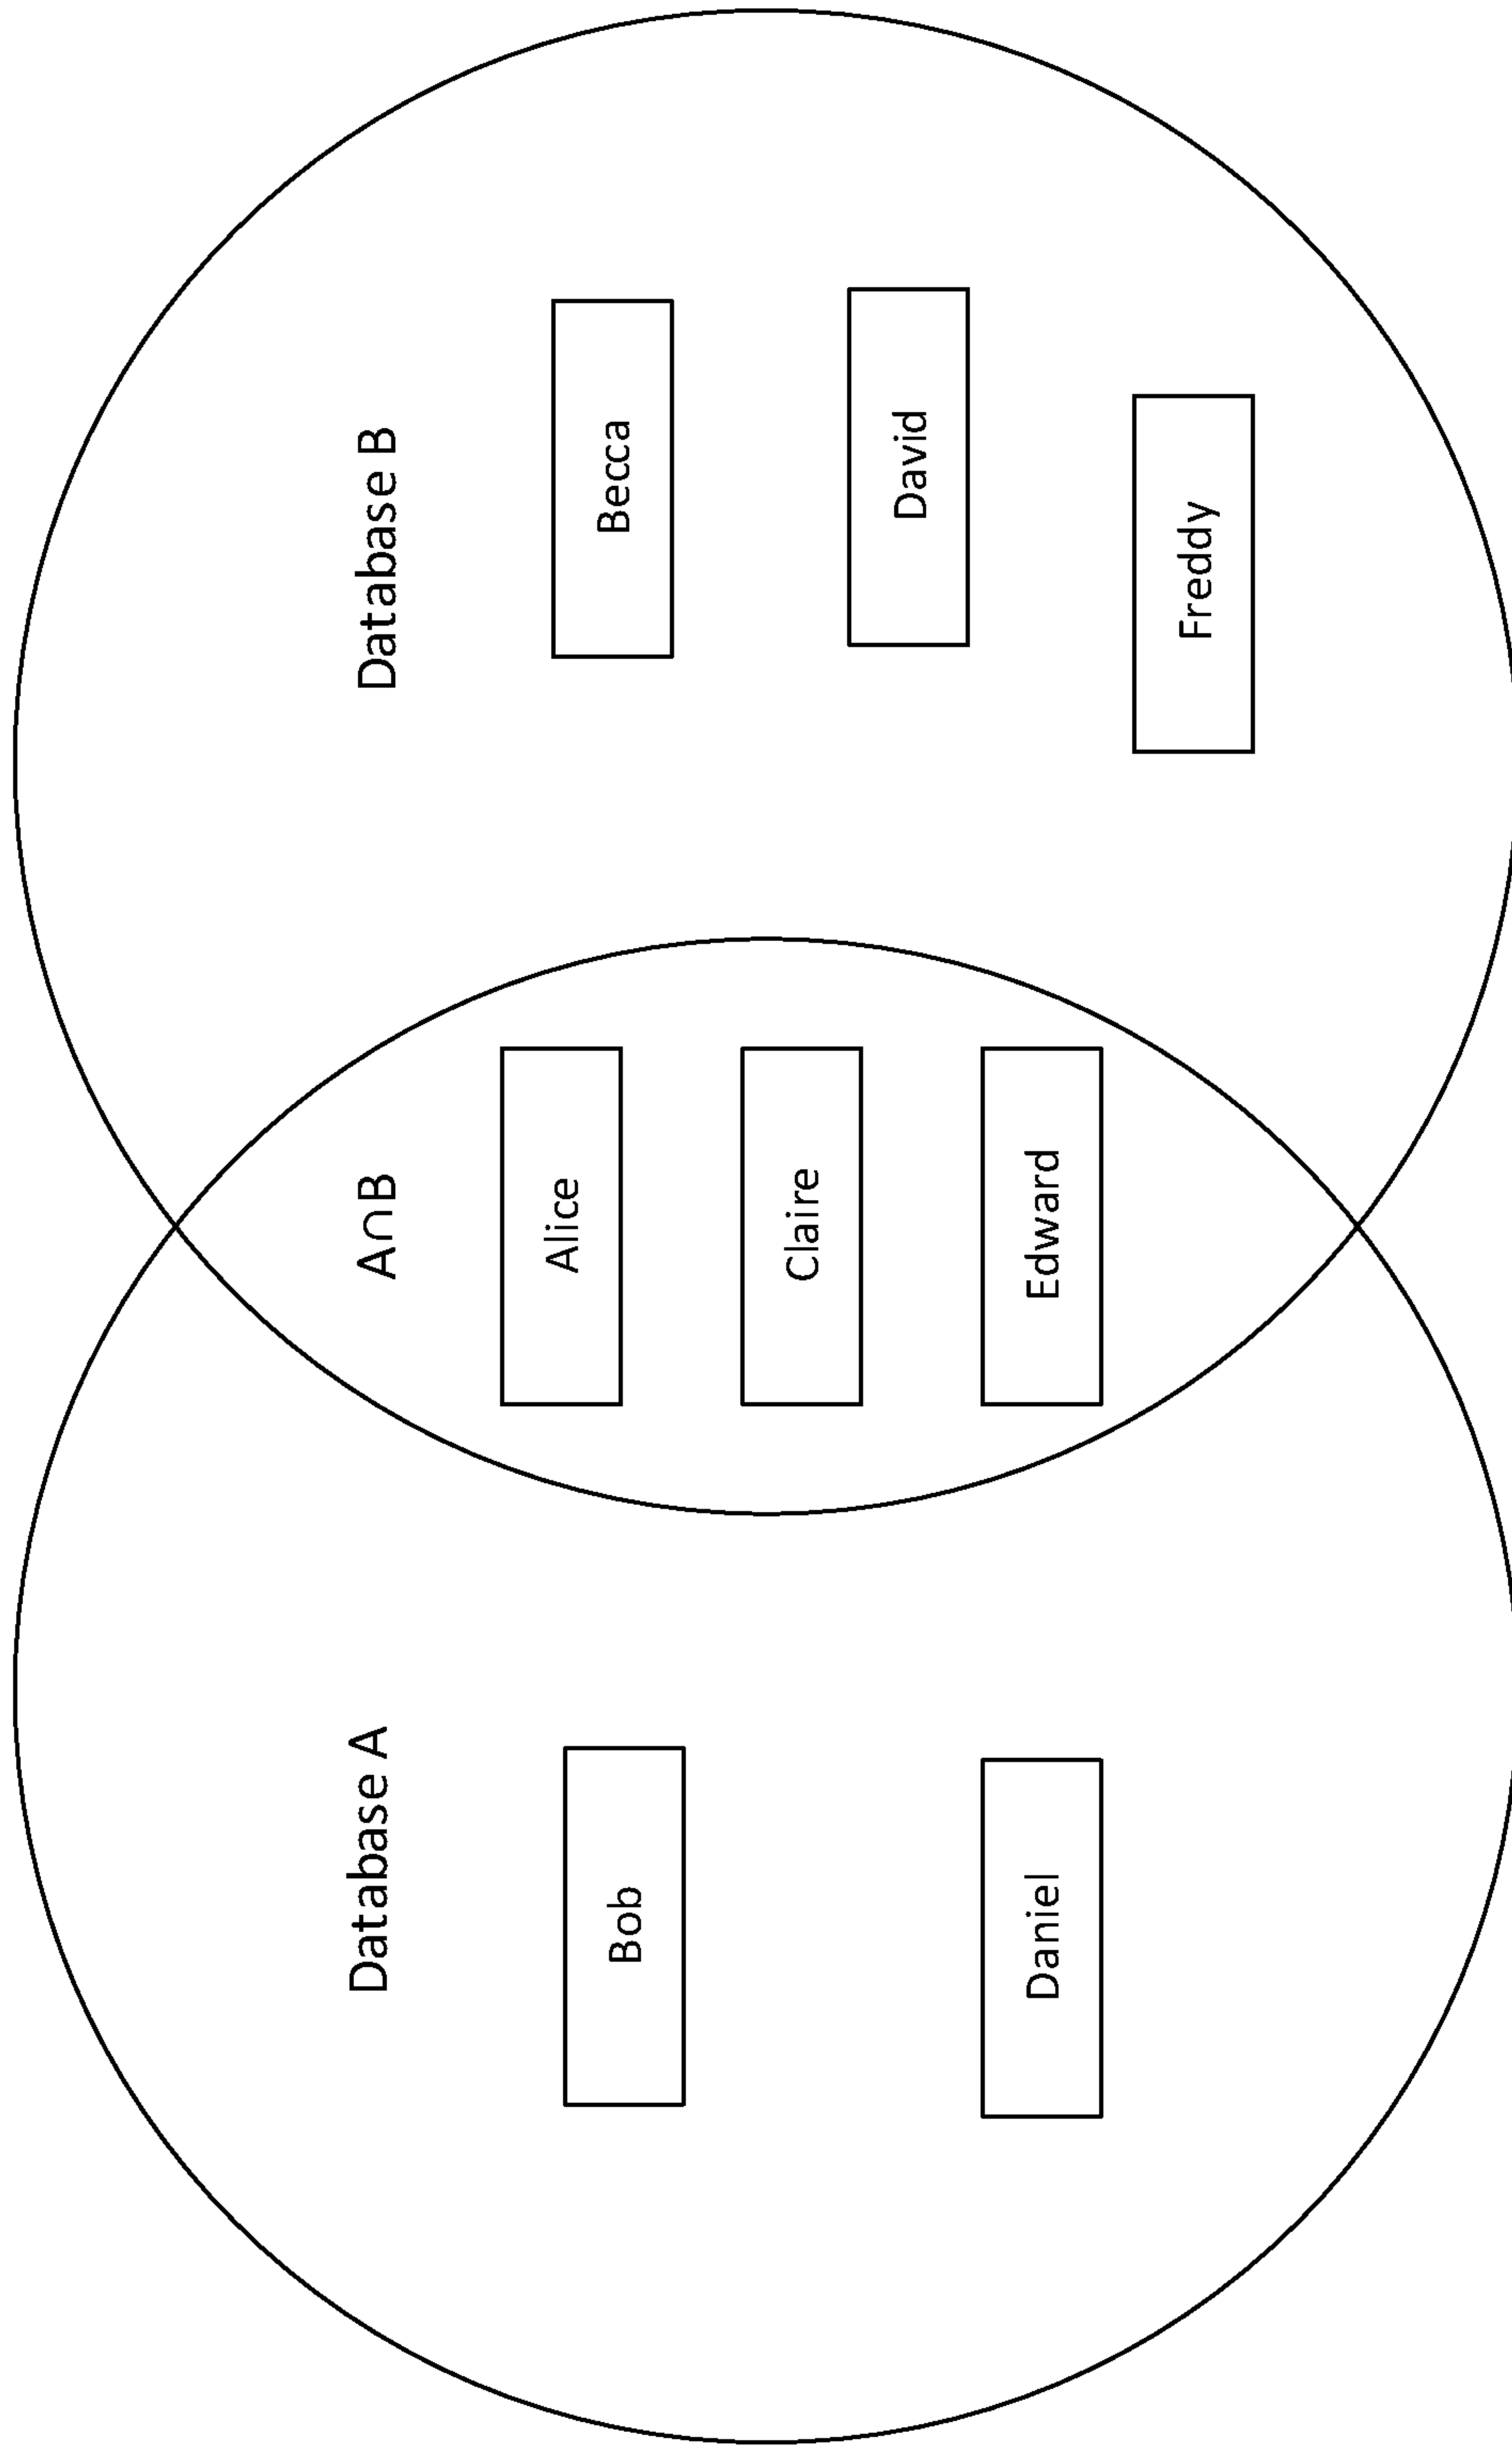 Database A
A∩B
Database B
Bob
Alice
Becca
Claire
David
Daniel
Edward
Freddy